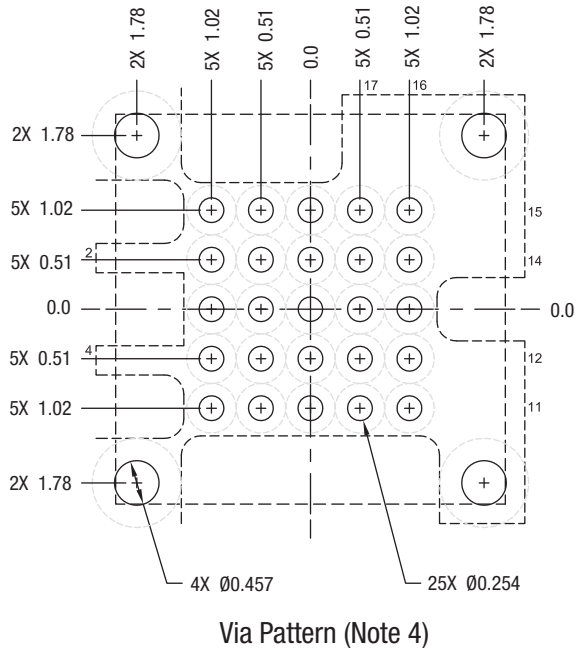 2X 1.78
5X 1.02
5X 0.51
0.0
5X 0.51
5X 1.02
2X 1.78
17
16
2X 1.78
5X 1.02
15
2
5X 0.51
14
0.0
0.0
5X 0.51
4
12
5X 1.02
11
2X 1.78
4X Ø0.457
25X Ø0.254
Via Pattern (Note 4)